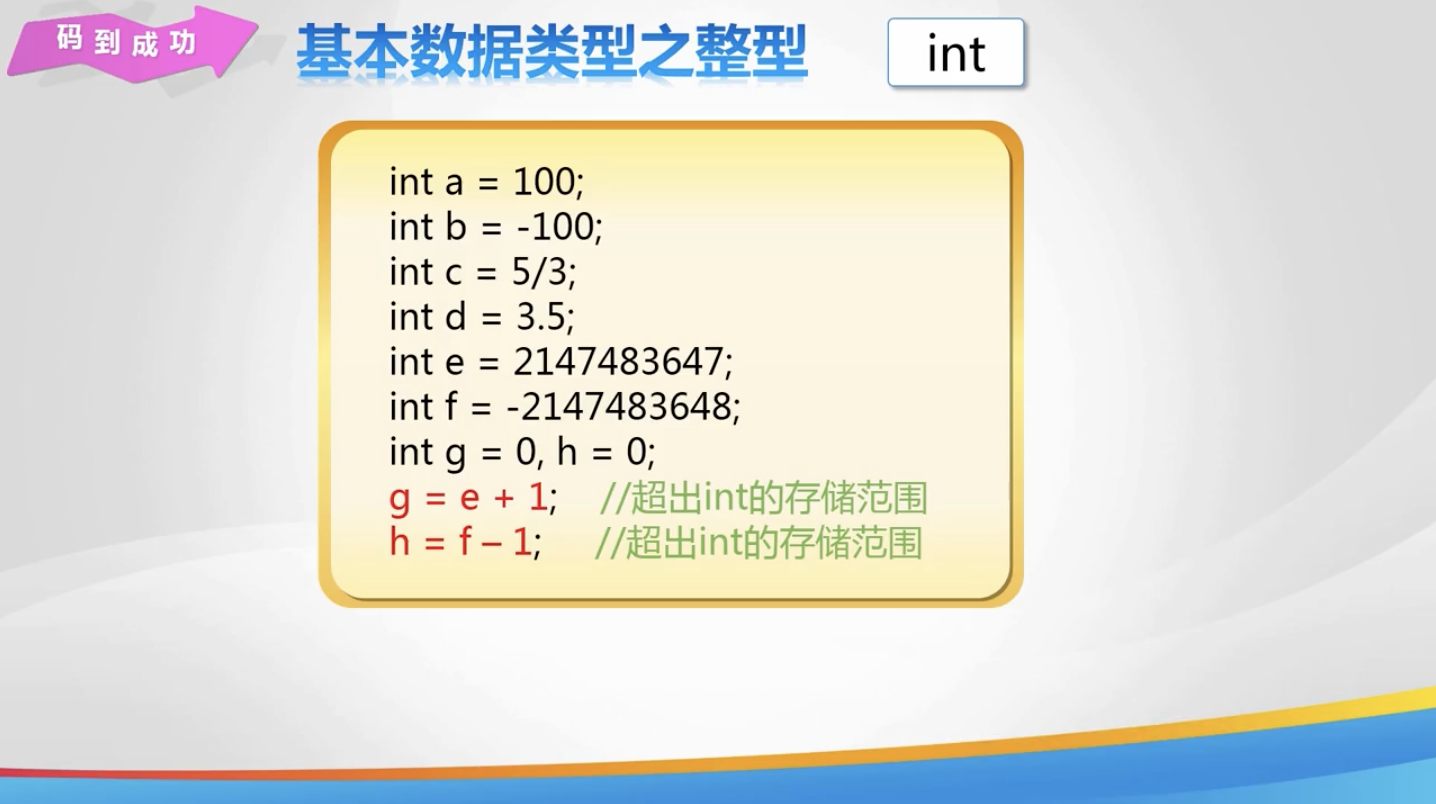 码到成功
基本数据类型之整型
int
int a = 100;
int b = -100;
int c = 5/3;
int d = 3.5;
int e = 2147483647;
int f = -2147483648;
int g = 0, h = 0;
g = e + 1; //超出int的存储范围
h = f – 1; //超出int的存储范围